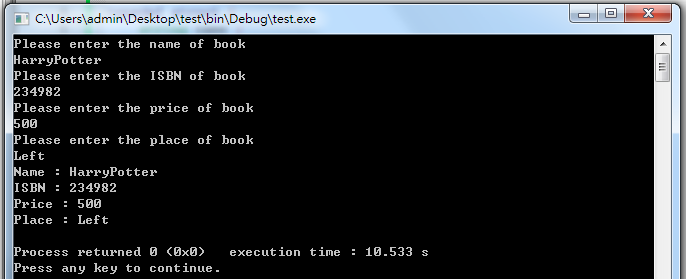 C:\Users\admin\Desktop\test\bin\Debug\test.exe
Please enter the name of book
HarryPotter
Please enter the ISBN of book
234982
Please enter the price of book
500
Please enter the place of book
Left
Name : HarryPotter
ISBN : 234982
Price : 500
Place : Left
Process returned 0 (0x0)   execution time : 10.533 s
Press any key to continue.